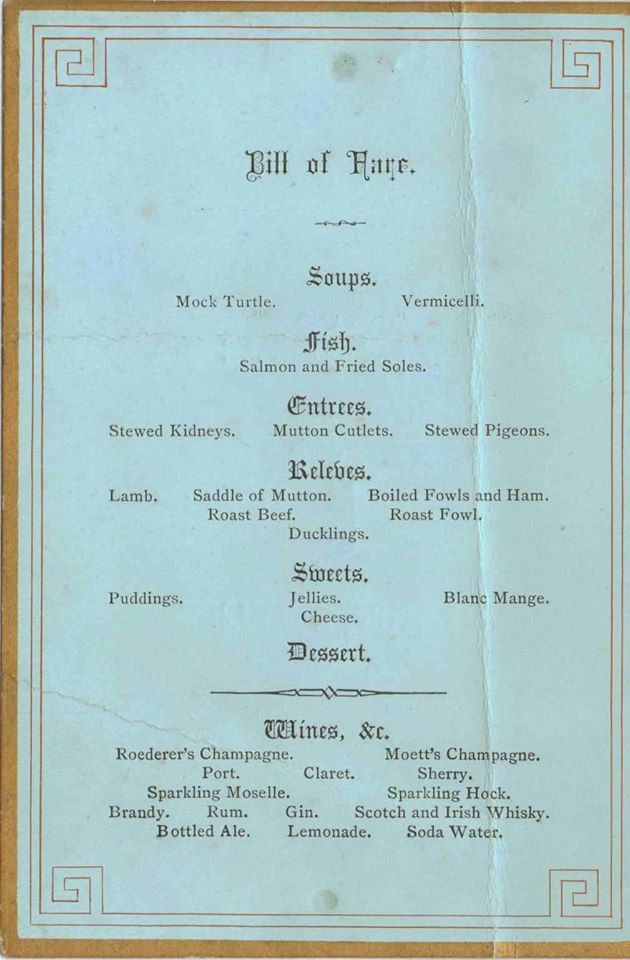 Bill of Fare.
Soups.
Mock Turtle. Vermicelli.
Fish.
Salmon and Fried Soles.
Entrees.
Stewed Kidneys. Mutton Cutlets. Stewed Pigeons.
Releves.
Lamb. Saddle of Mutton. Boiled Fowls and Ham.
Roast Beef. Roast Fowl.
Ducklings.
Sweets.
Puddings. Jellies. Blanc Mange.
Cheese.
Dessert.
Wines, &c.
Roederer's Champagne. Moett's Champagne.
Port. Claret. Sherry.
Sparkling Moselle. Sparkling Hock.
Brandy. Rum. Gin. Scotch and Irish Whisky.
Bottled Ale. Lemonade. Soda Water.